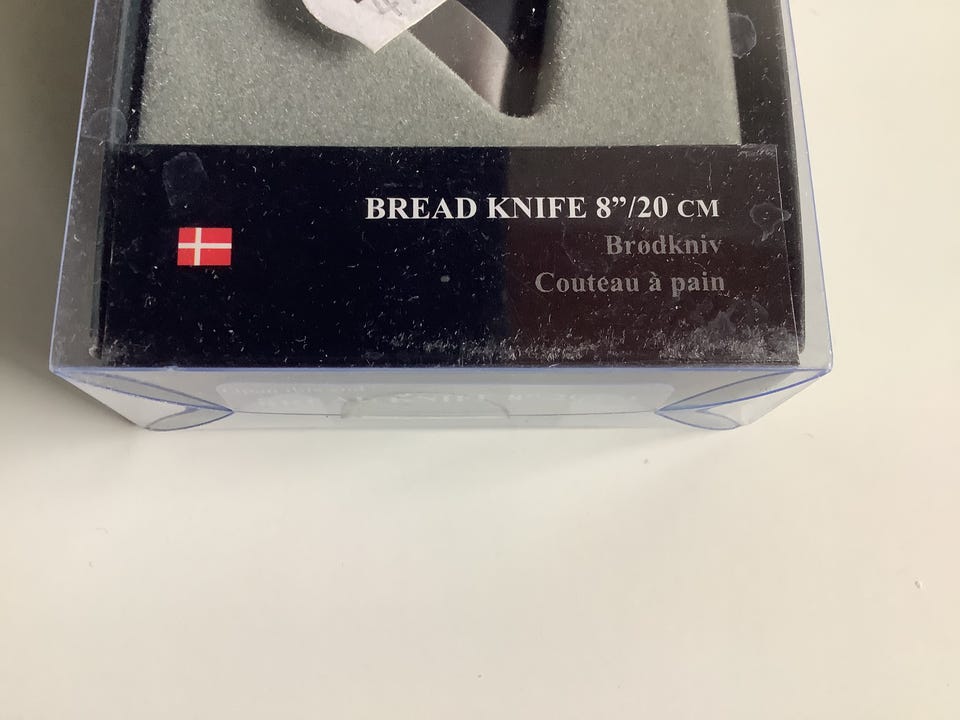 BREAD KNIFE 8”/20 CM
Brødkniv
Couteau à pain